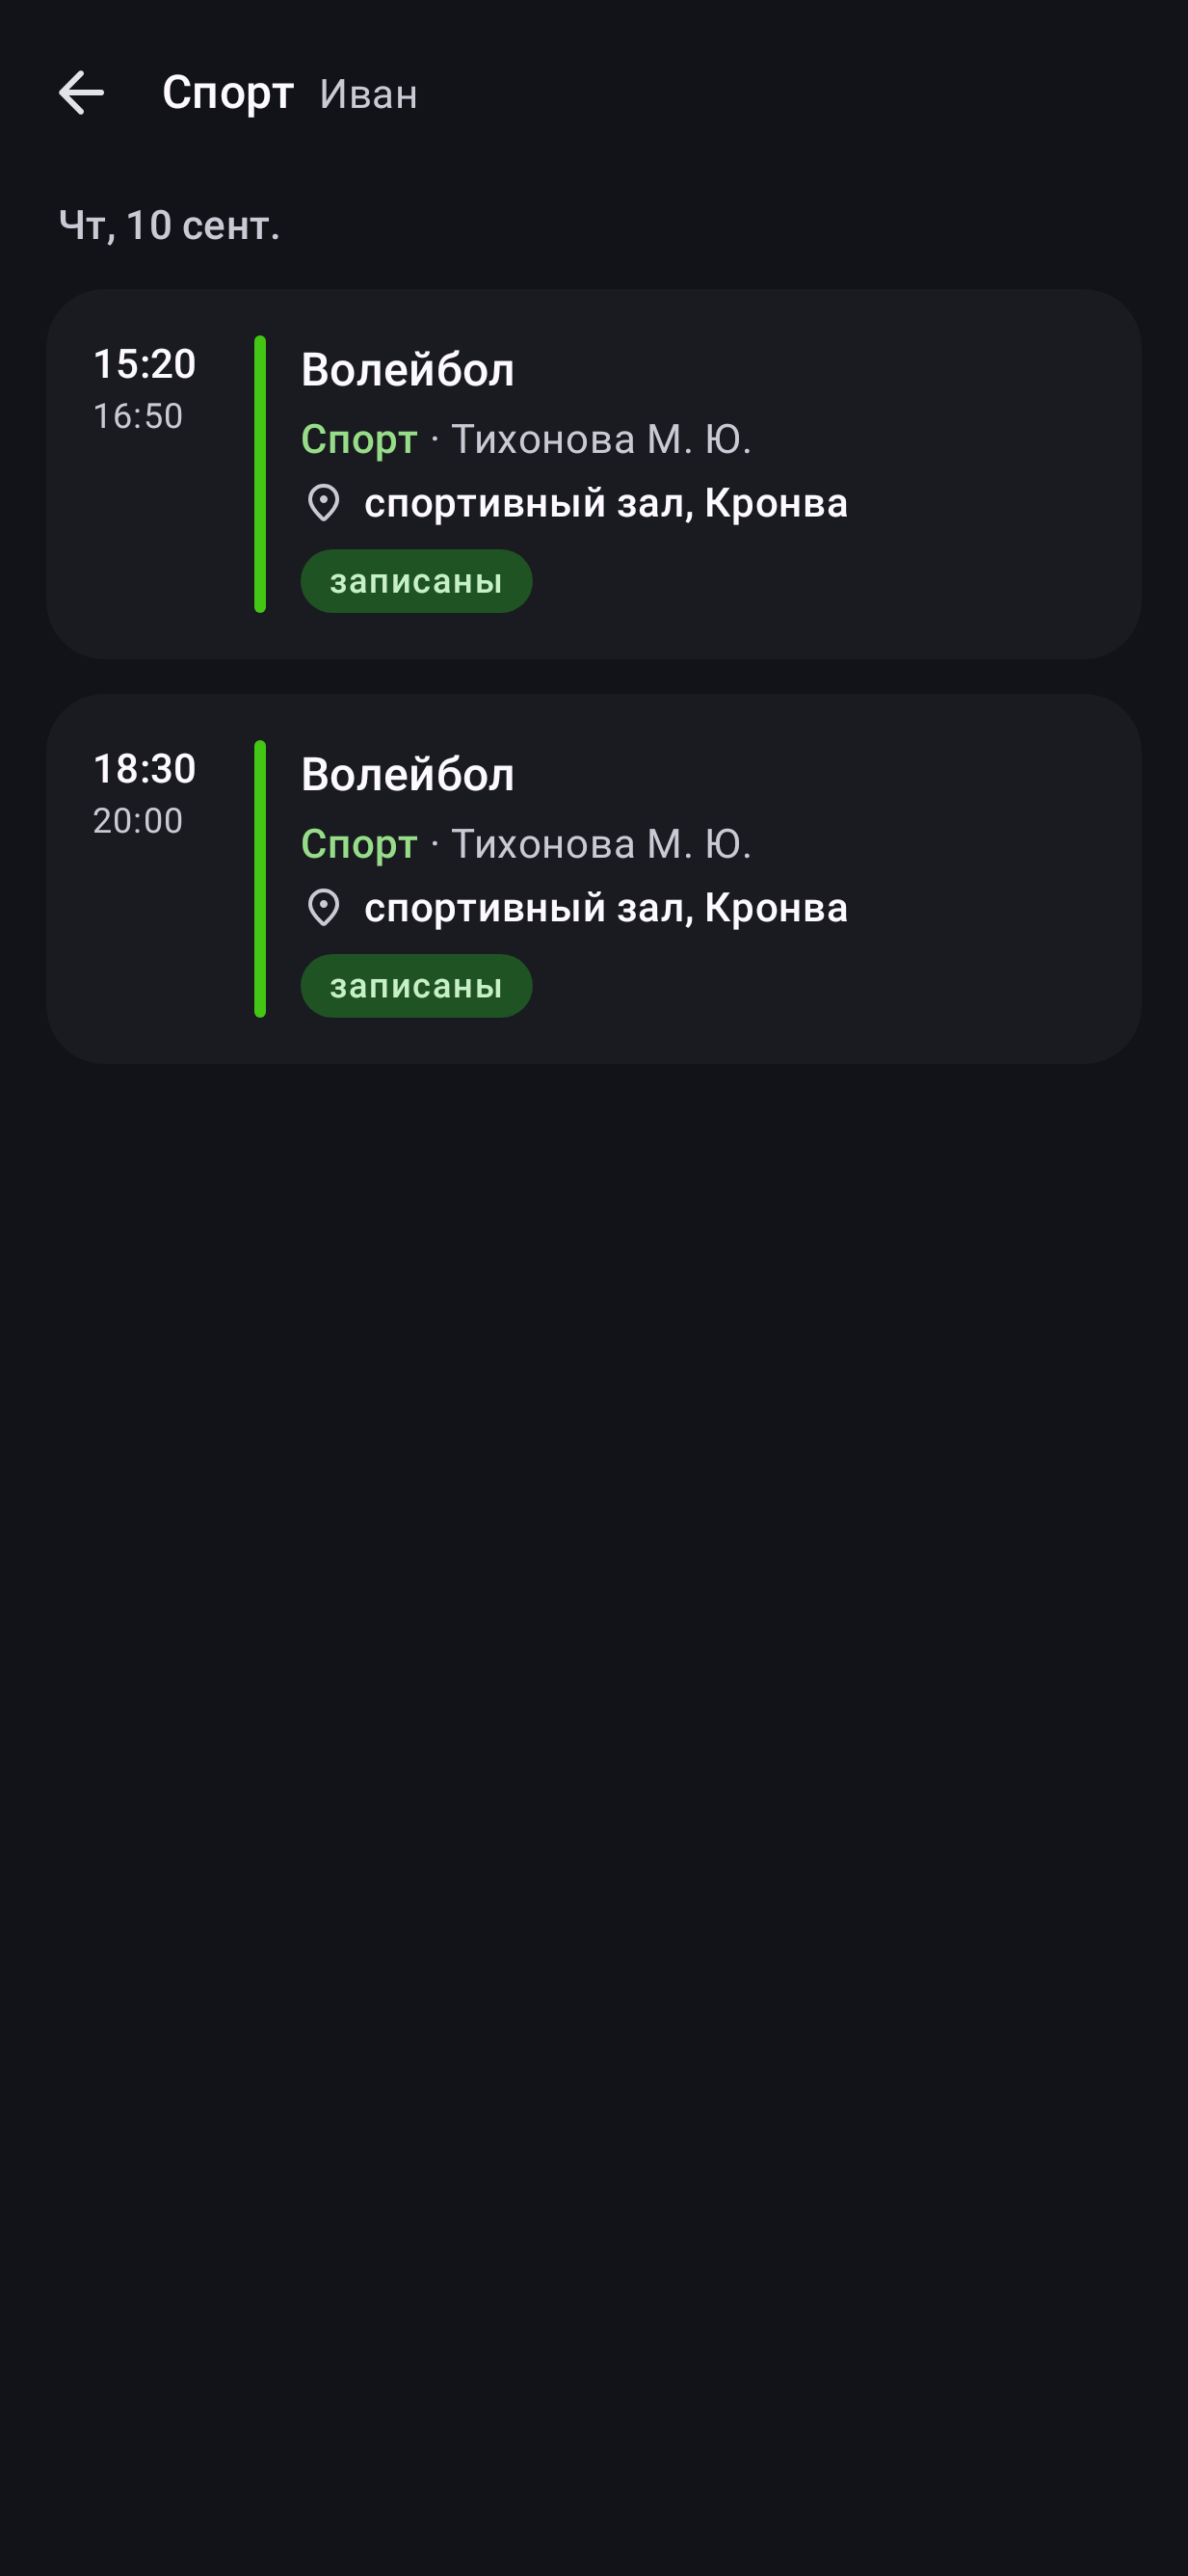 Спорт Иван
Чт, 10 сент.
15:20
16:50
Волейбол
Спорт · Тихонова М. Ю.
спортивный зал, Кронва
записаны
18:30
20:00
Волейбол
Спорт · Тихонова М. Ю.
спортивный зал, Кронва
записаны